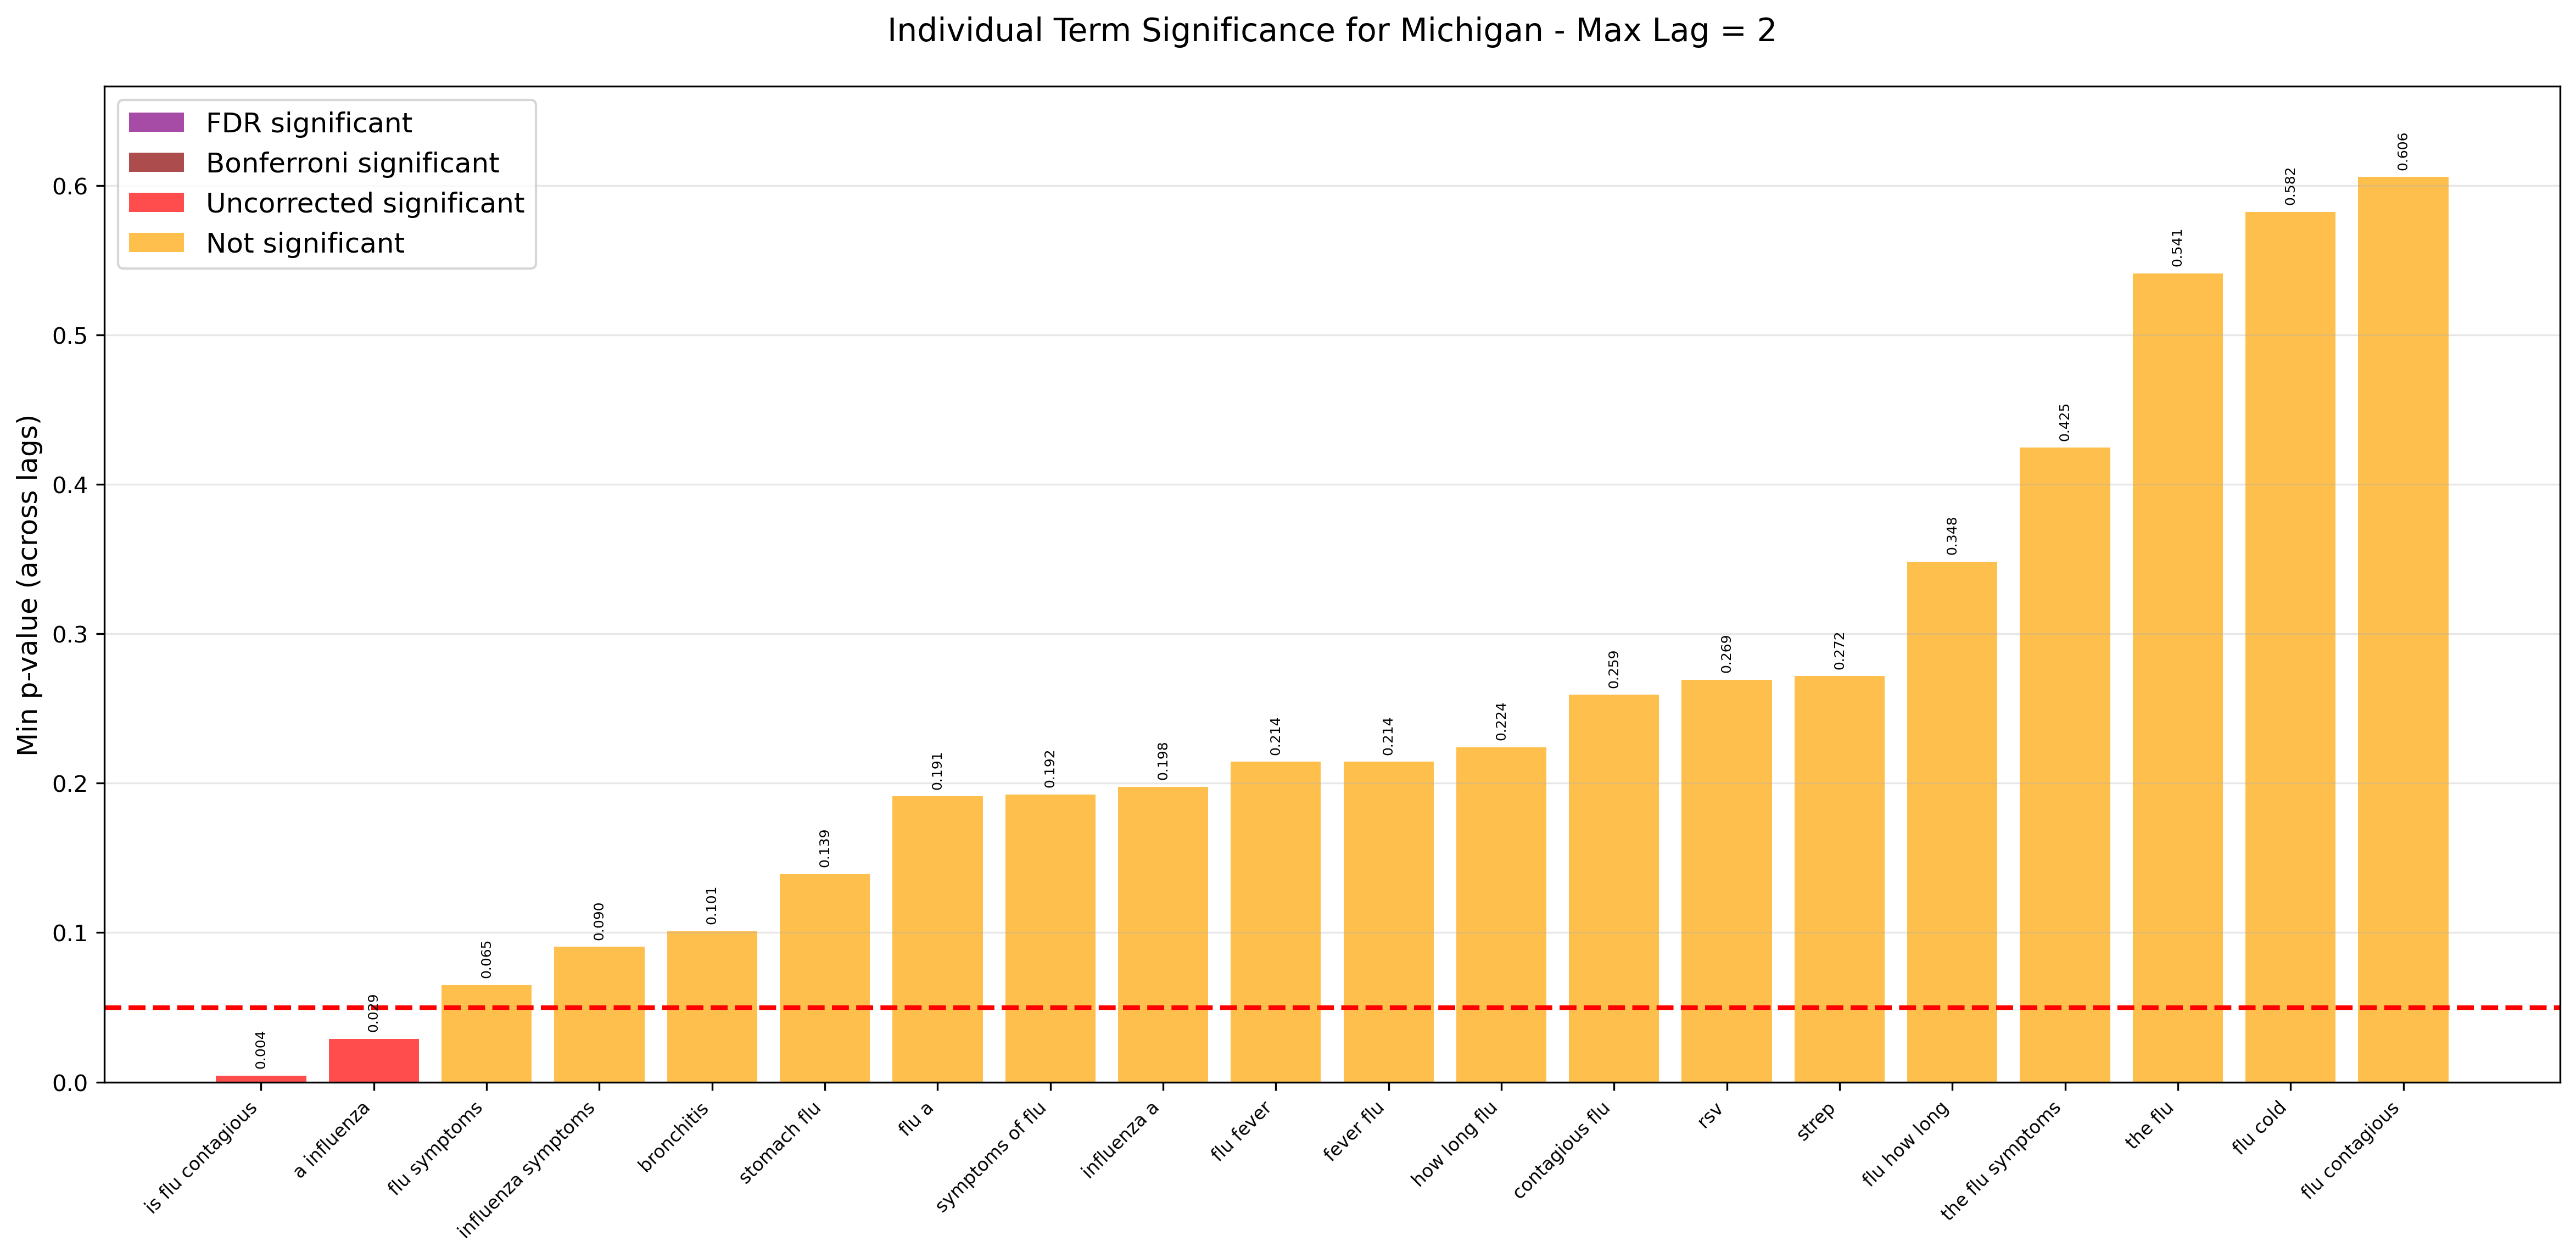 Individual Term Significance for Michigan - Max Lag = 2
FDR significant
Bonferroni significant
Uncorrected significant
Not significant
Min p-value (across lags)
0.6
0.5
0.4
0.3
0.2
0.1
0.0
0.004
0.029
0.065
0.090
0.101
0.139
0.191
0.192
0.198
0.214
0.214
0.224
0.259
0.269
0.272
0.348
0.425
0.541
0.582
0.606
is flu contagious
a influenza
flu symptoms
influenza symptoms
bronchitis
stomach flu
flu a
symptoms of flu
influenza a
flu fever
fever flu
how long flu
contagious flu
rsv
strep
flu how long
the flu symptoms
the flu
flu cold
flu contagious